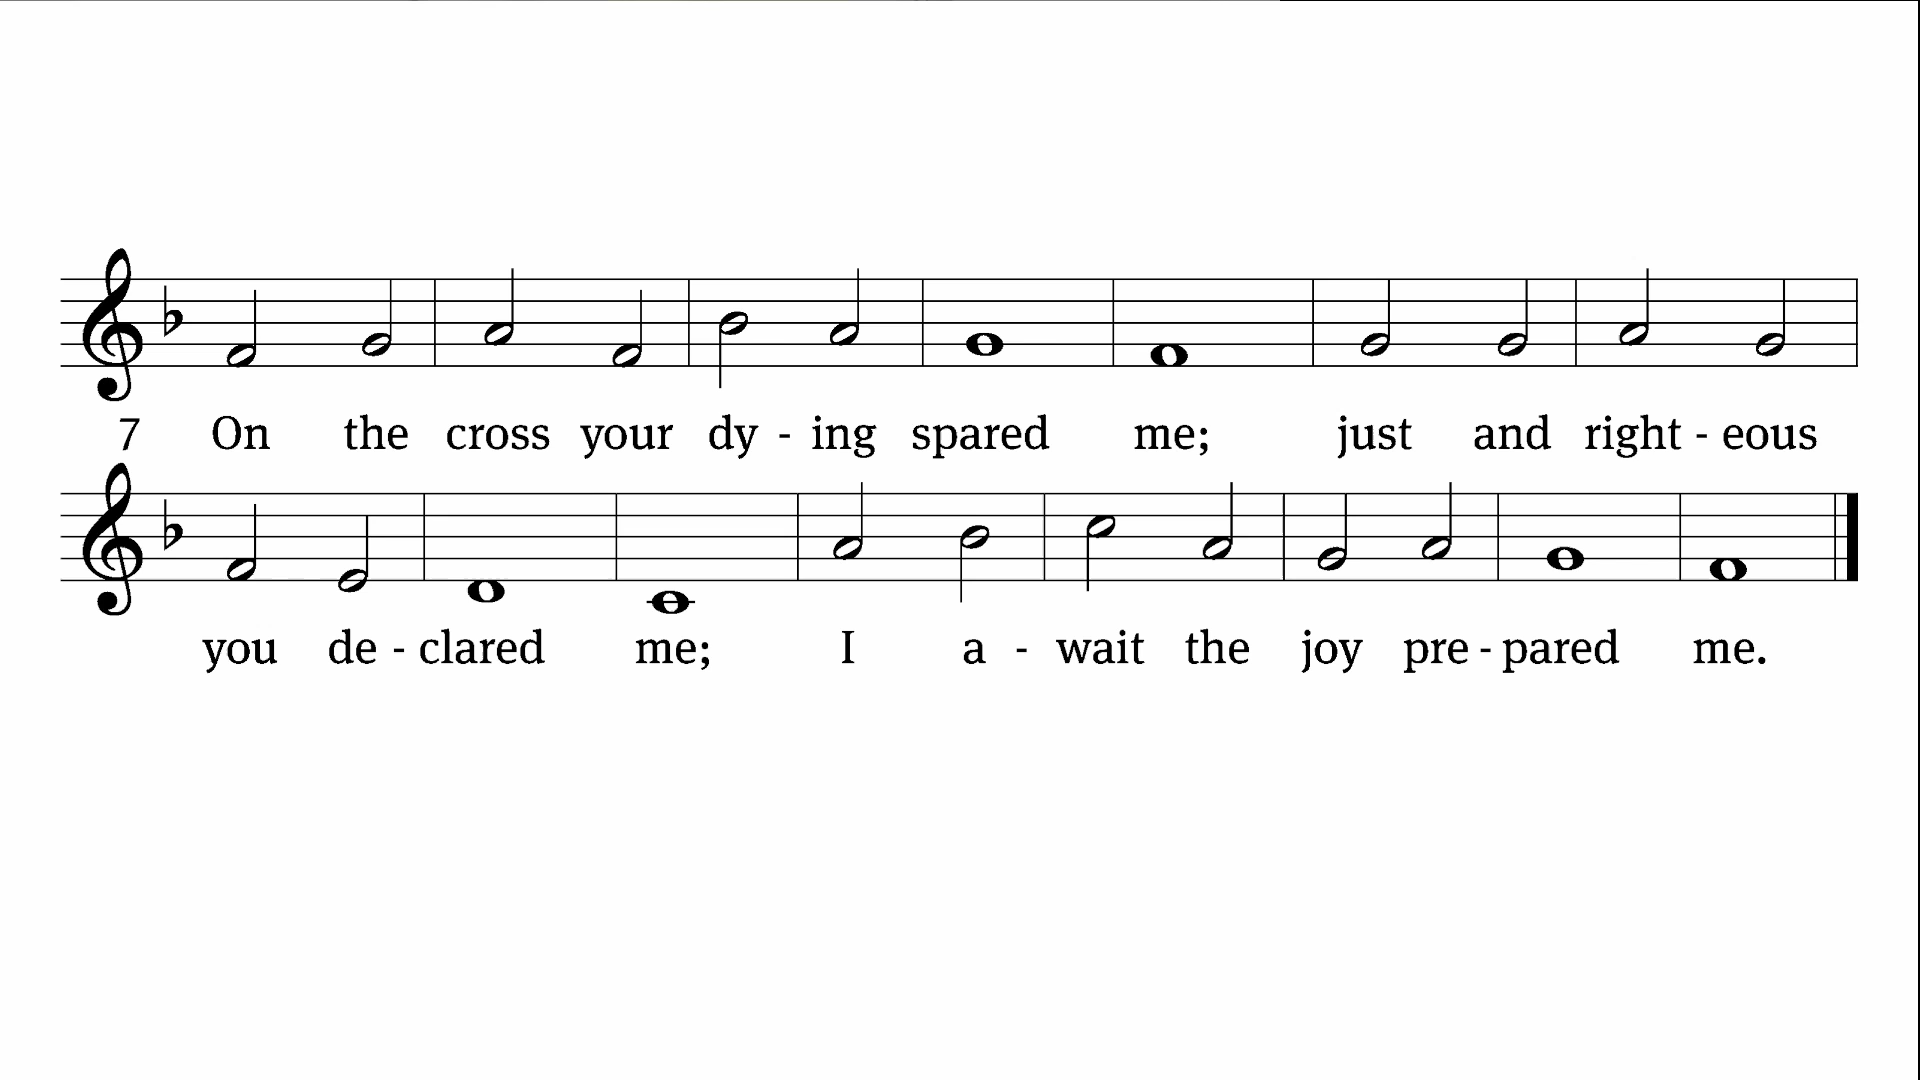 7 On the cross your dy - ing spared me; just and right - eous
you de - clared me; I a - wait the joy pre - pared me.